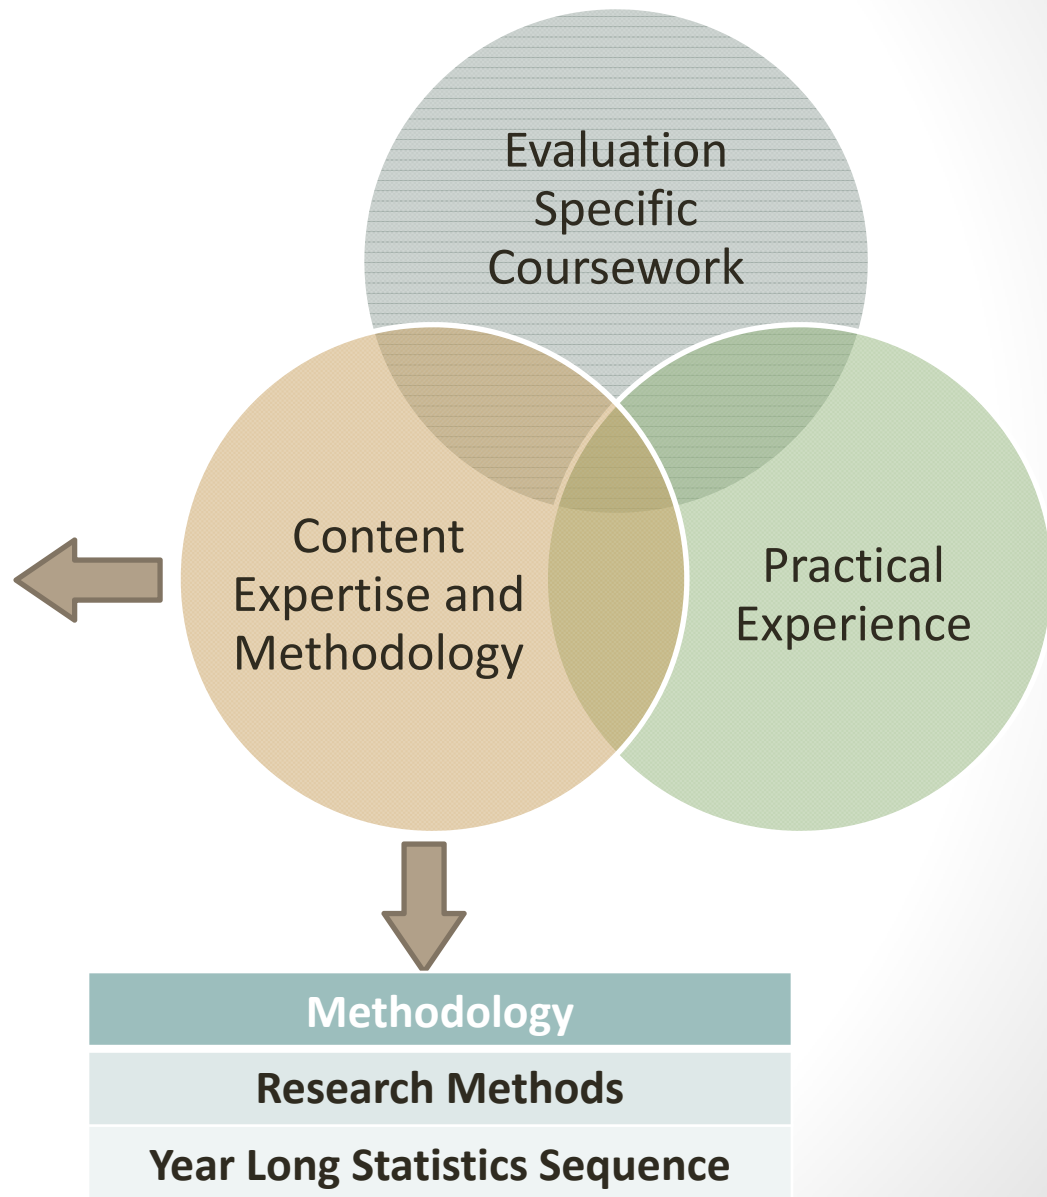 Evaluation
Specific
Coursework
Content
Expertise and
Methodology
Practical
Experience
Methodology
Research Methods
Year Long Statistics Sequence